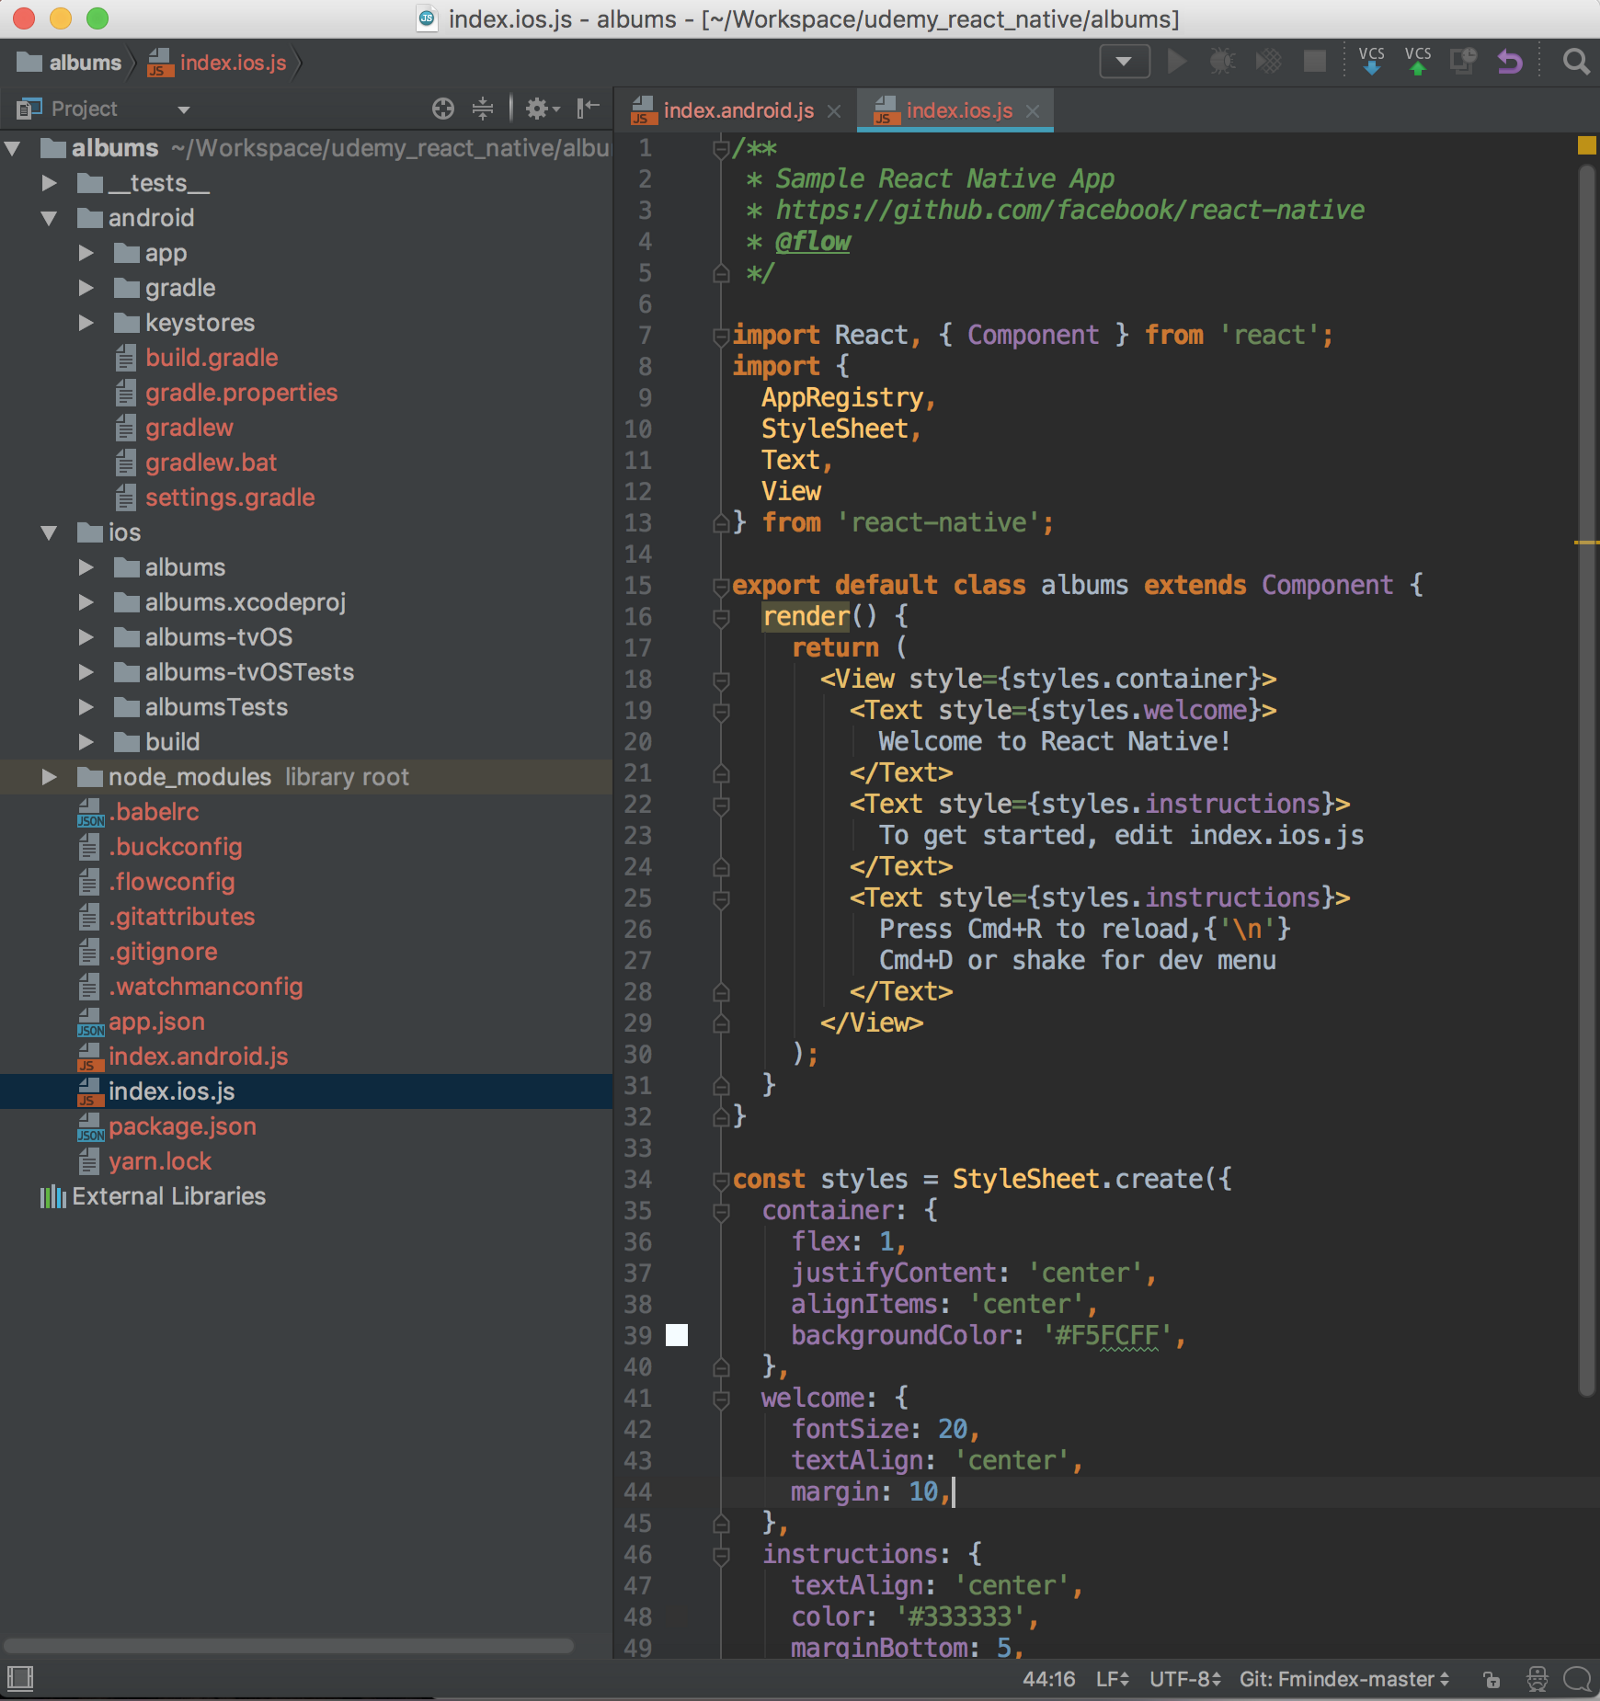 index.ios.js - albums - [~/Workspace/udemy_react_native/albums]
albums index.ios.js
VCS VCS
Project
index.android.js index.ios.js
albums ~/Workspace/udemy_react_native/albu
__tests__
android
app
gradle
keystores
build.gradle
gradle.properties
gradlew
gradlew.bat
settings.gradle
ios
albums
albums.xcodeproj
albums-tvOS
albums-tvOSTests
albumsTests
build
node_modules library root
.babelrc
.buckconfig
.flowconfig
.gitattributes
.gitignore
.watchmanconfig
app.json
index.android.js
index.ios.js
package.json
yarn.lock
External Libraries
1 /**
2  * Sample React Native App
3  * https://github.com/facebook/react-native
4  * @flow
5  */
6
7 import React, { Component } from 'react';
8 import {
9   AppRegistry,
10   StyleSheet,
11   Text,
12   View
13 } from 'react-native';
14
15 export default class albums extends Component {
16   render() {
17     return (
18       <View style={styles.container}>
19         <Text style={styles.welcome}>
20           Welcome to React Native!
21         </Text>
22         <Text style={styles.instructions}>
23           To get started, edit index.ios.js
24         </Text>
25         <Text style={styles.instructions}>
26           Press Cmd+R to reload,{'\n'}
27           Cmd+D or shake for dev menu
28         </Text>
29       </View>
30     );
31   }
32 }
33
34 const styles = StyleSheet.create({
35   container: {
36     flex: 1,
37     justifyContent: 'center',
38     alignItems: 'center',
39     backgroundColor: '#F5FCFF',
40   },
41   welcome: {
42     fontSize: 20,
43     textAlign: 'center',
44     margin: 10,
45   },
46   instructions: {
47     textAlign: 'center',
48     color: '#333333',
49     marginBottom: 5,
44:16 LF UTF-8 Git: Fmindex-master